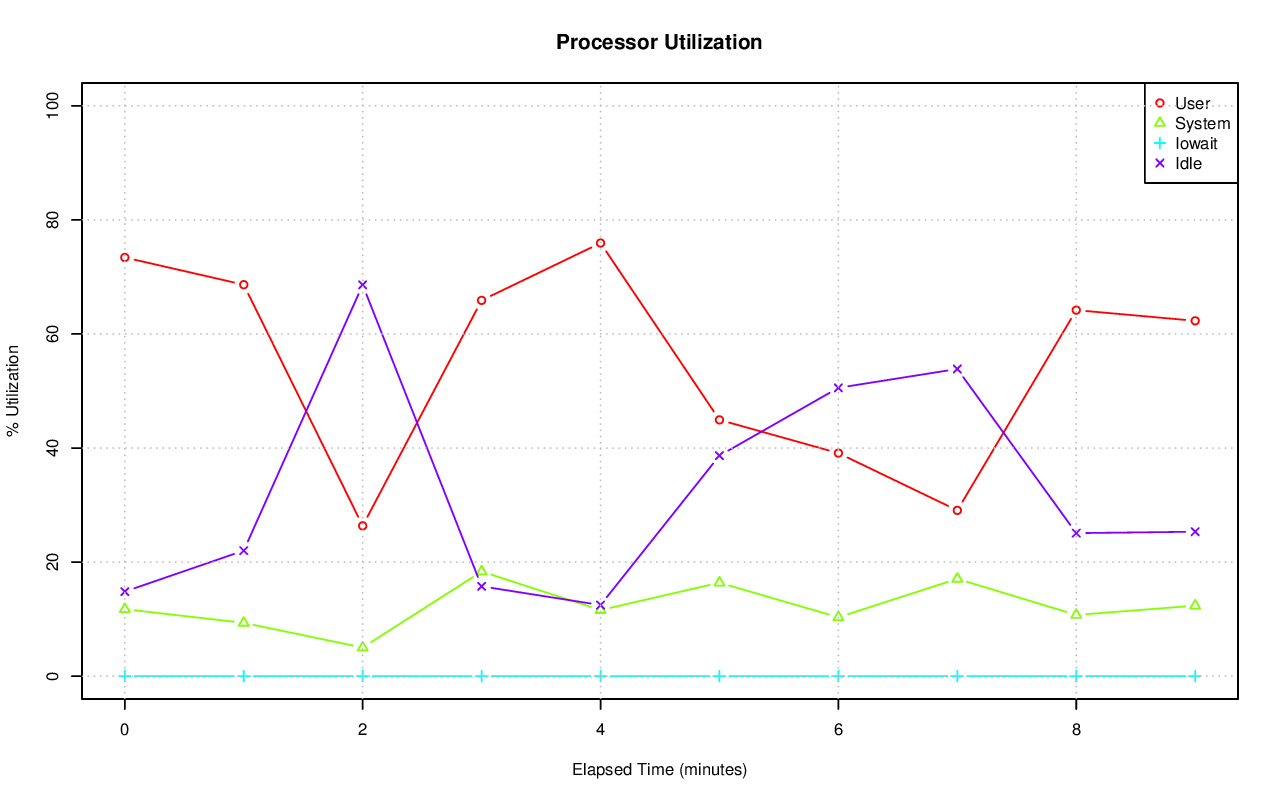 Processor Utilization
User
System
Iowait
Idle
% Utilization
100
80
60
40
20
0
0 2 4 6 8
Elapsed Time (minutes)